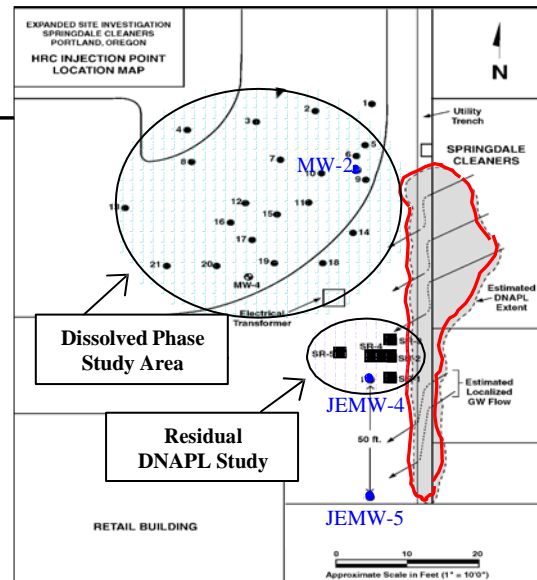 EXPANDED SITE INVESTIGATION
SPRINGDALE CLEANERS
PORTLAND, OREGON
HRC INJECTION POINT
LOCATION MAP
N
Utility
Trench
SPRINGDALE
CLEANERS
1
2
3
4
5
6
7
8
MW-2
9
10
11
12
13
14
15
16
17
18
19
20
21
MW-4
Electrical
Transformer
Estimated
DNAPL
Extent
Dissolved Phase
Study Area
SR-4
SR-5
SR-2
SR-1
Estimated
Localized
GW Flow
JEMW-4
Residual
DNAPL Study
50 ft.
JEMW-5
RETAIL BUILDING
0 10 20
Approximate Scale in Feet (1" = 10'0")